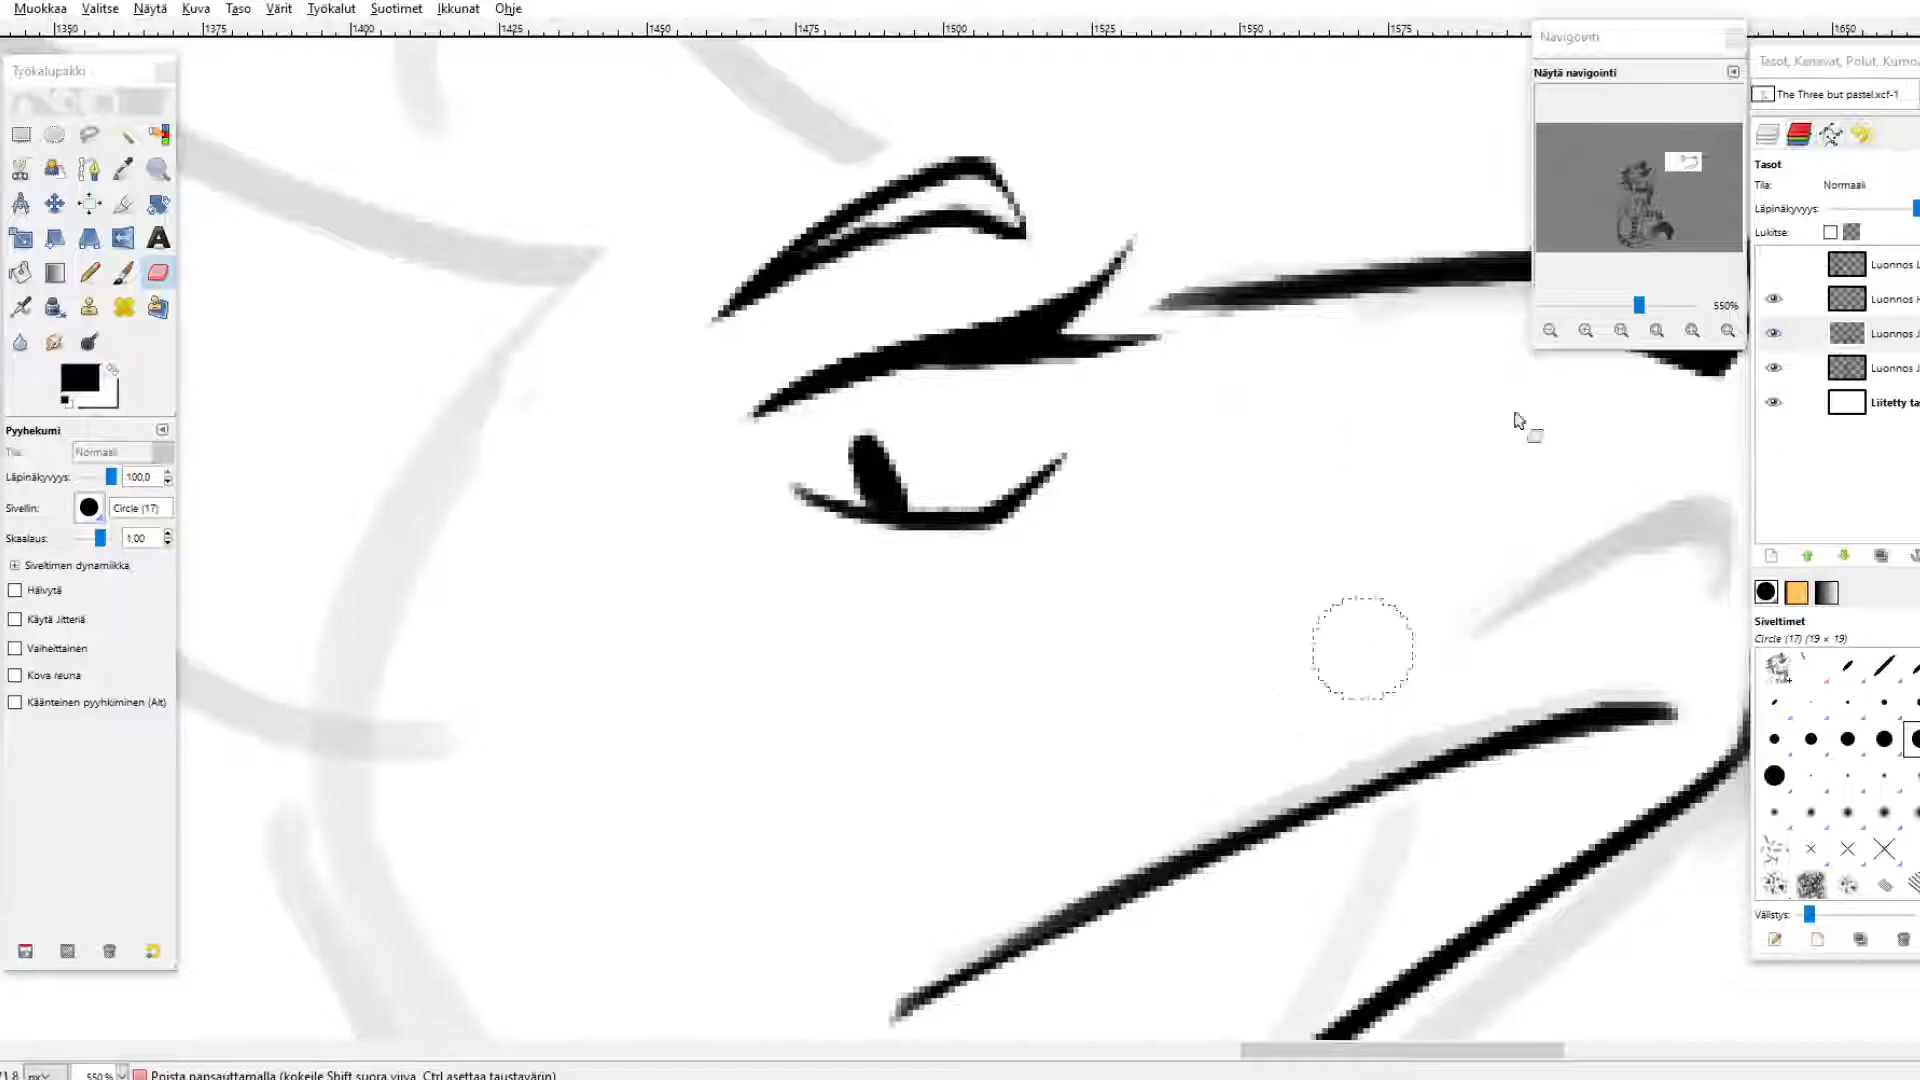 Muokkaa Valitse Näytä Kuva Taso Värit Työkalut Suotimet Ikkunat Ohje
1350 1375 1400 1425 1450 1475 1500 1525 1550 1575 1650
Työkalupakki
Navigointi
Tasot, Kanavat, Polut, Kumo
Näytä navigointi
The Three but pastel.xcf-1
Tasot
Tila: Normaali
Läpinäkyvyys:
Lukitse:
Luonnos L
Luonnos
550%
Luonnos J
Luonnos J
Liitetty ta
Pyyhekumi
Tila: Normaali
Läpinäkyvyys: 100,0
Sivellin: Circle (17)
Skaalaus: 1,00
Siveltimen dynamiikka
Häivytä
Käytä Jitteriä
Vaiheittainen
Kova reuna
Käänteinen pyyhkiminen (Alt)
Siveltimet
Circle (17) (19 × 19)
Välistys:
71,8 px 550 % Poista napsauttamalla (kokeile Shift suora viiva, Ctrl asettaa taustavärin)